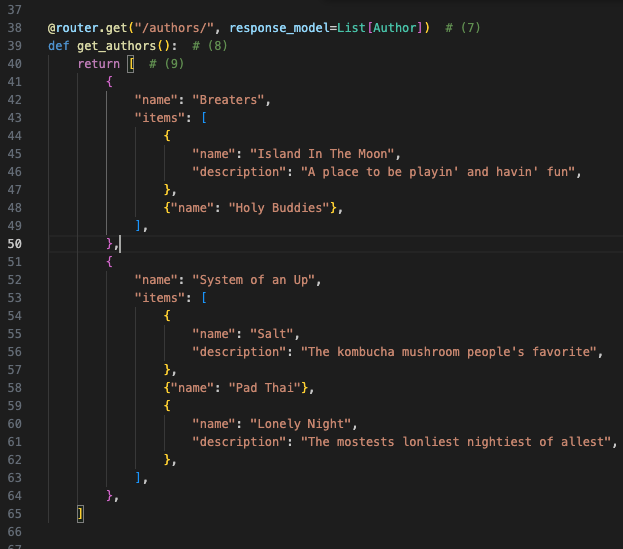 37
38 @router.get("/authors/", response_model=List[Author])  # (7)
39 def get_authors():  # (8)
40     return [  # (9)
41         {
42             "name": "Breaters",
43             "items": [
44                 {
45                     "name": "Island In The Moon",
46                     "description": "A place to be playin' and havin' fun",
47                 },
48                 {"name": "Holy Buddies"},
49             ],
50         },
51         {
52             "name": "System of an Up",
53             "items": [
54                 {
55                     "name": "Salt",
56                     "description": "The kombucha mushroom people's favorite",
57                 },
58                 {"name": "Pad Thai"},
59                 {
60                     "name": "Lonely Night",
61                     "description": "The mostests lonliest nightiest of allest",
62                 },
63             ],
64         },
65     ]
66
67